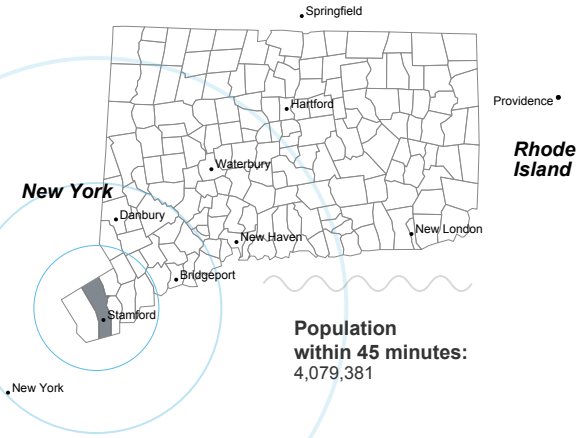 Springfield
Providence
Hartford
Rhode
Island
Waterbury
New York
Danbury
New London
New Haven
Bridgeport
Stamford
Population
within 45 minutes:
4,079,381
New York